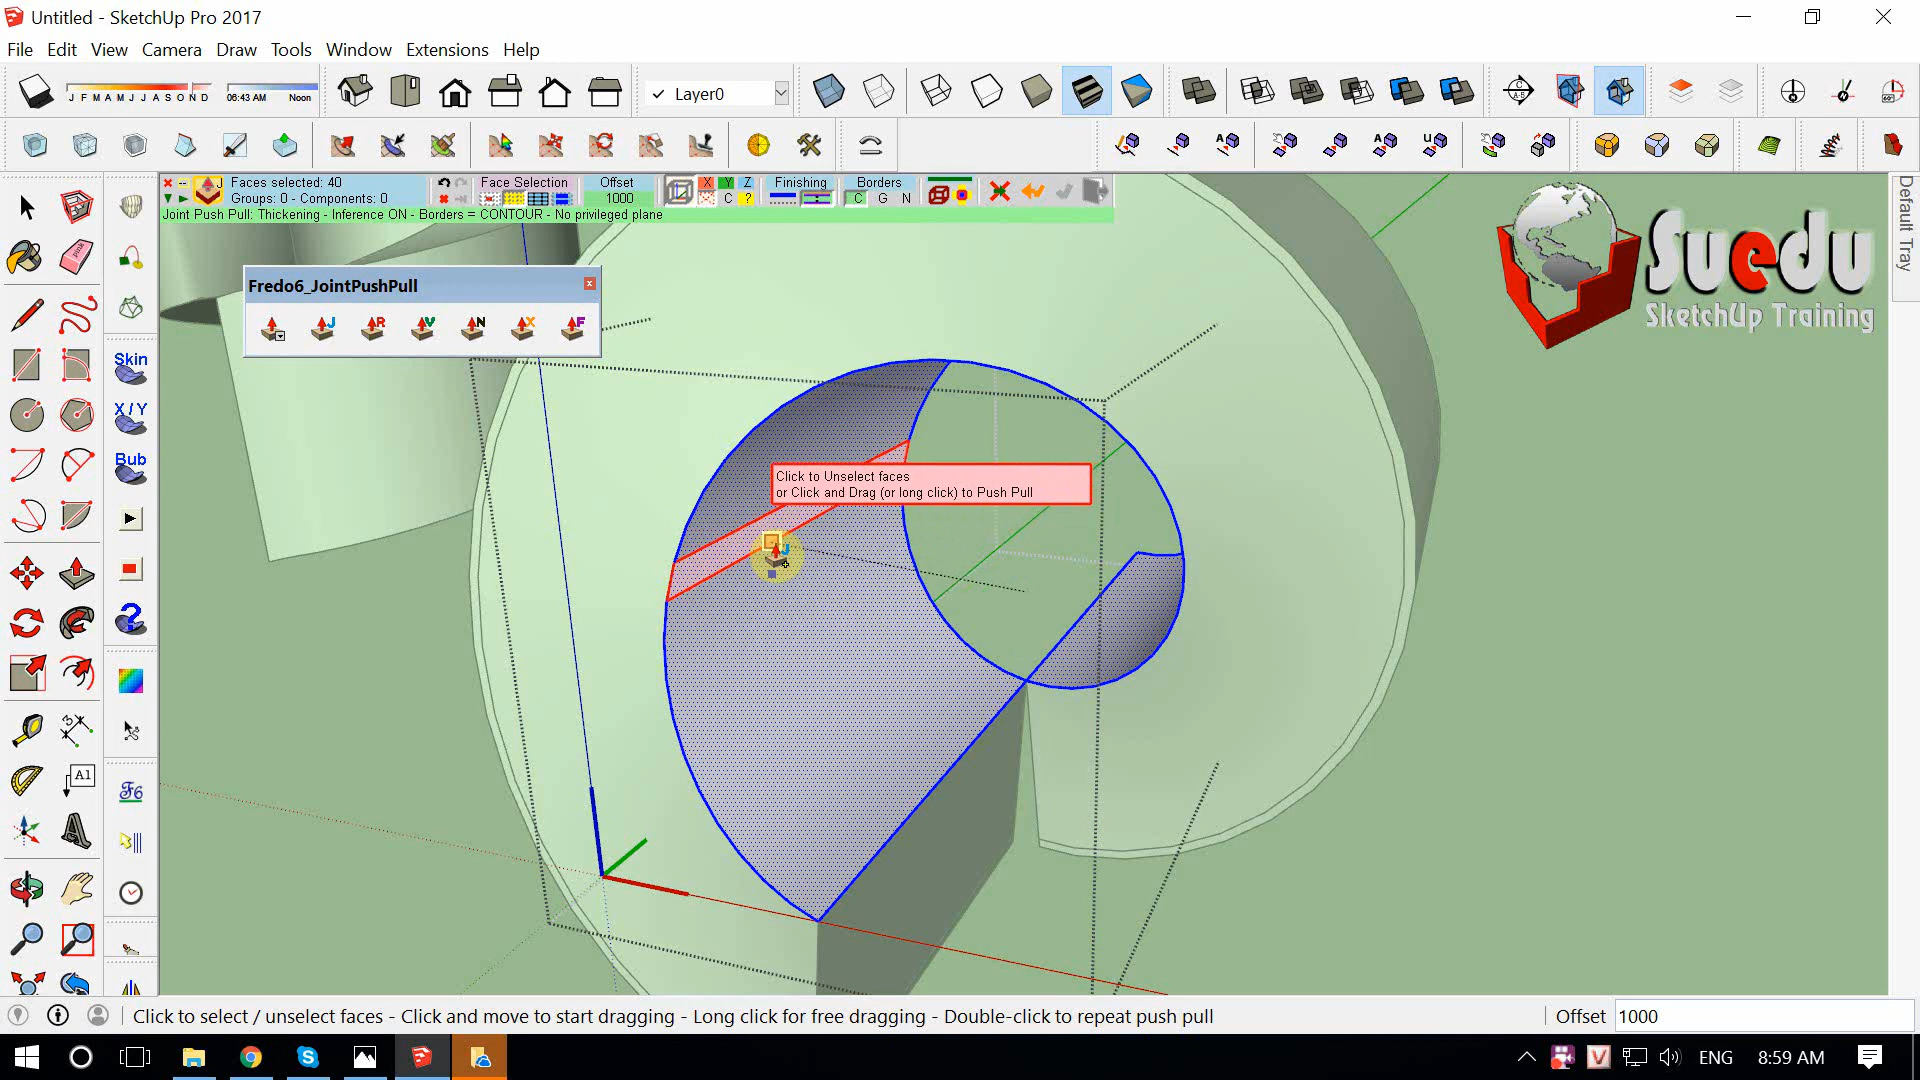 Untitled - SketchUp Pro 2017
File Edit View Camera Draw Tools Window Extensions Help
J F M A M J J A S O N D
06:43 AM Noon
Layer0
Faces selected: 40
Groups: 0 - Components: 0
Face Selection
Offset
1000
X Y Z
C ?
Finishing
Borders
C G N
Joint Push Pull: Thickening - Inference ON - Borders = CONTOUR - No privileged plane
Default Tray
Suedu
SketchUp Training
Fredo6_JointPushPull
J R V N X F
Skin
X/Y
Bub
Click to Unselect faces
or Click and Drag (or long click) to Push Pull
A1
F6
Click to select / unselect faces - Click and move to start dragging - Long click for free dragging - Double-click to repeat push pull
Offset 1000
ENG 8:59 AM